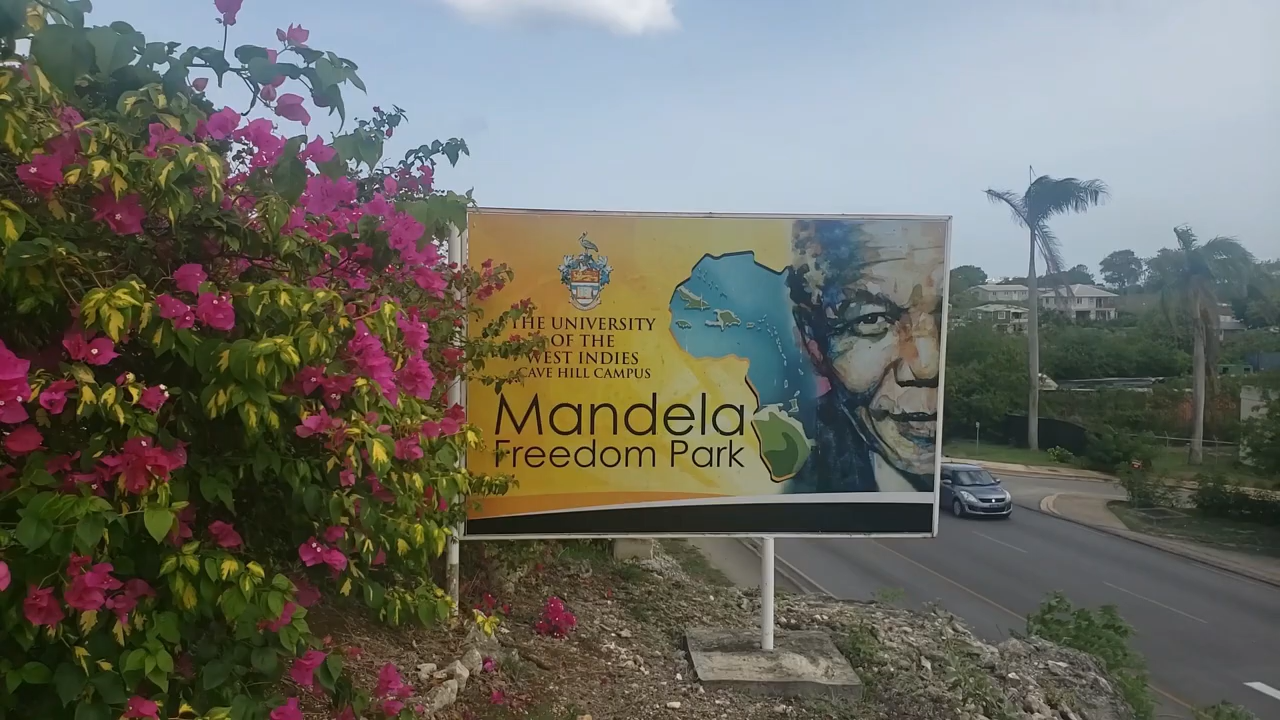 THE UNIVERSITY
OF THE
WEST INDIES
CAVE HILL CAMPUS
Mandela
Freedom Park